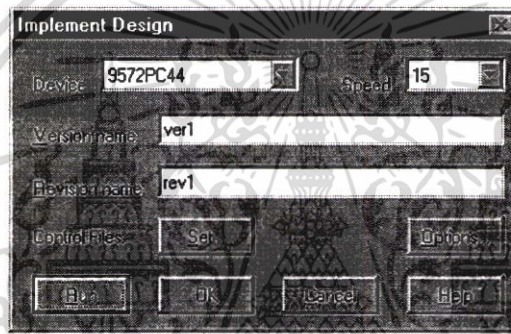 Implement Design
Device 9572PC44 Speed 15
Version name ver1
Revision name rev1
Control Files Set Options
Run OK Cancel Help